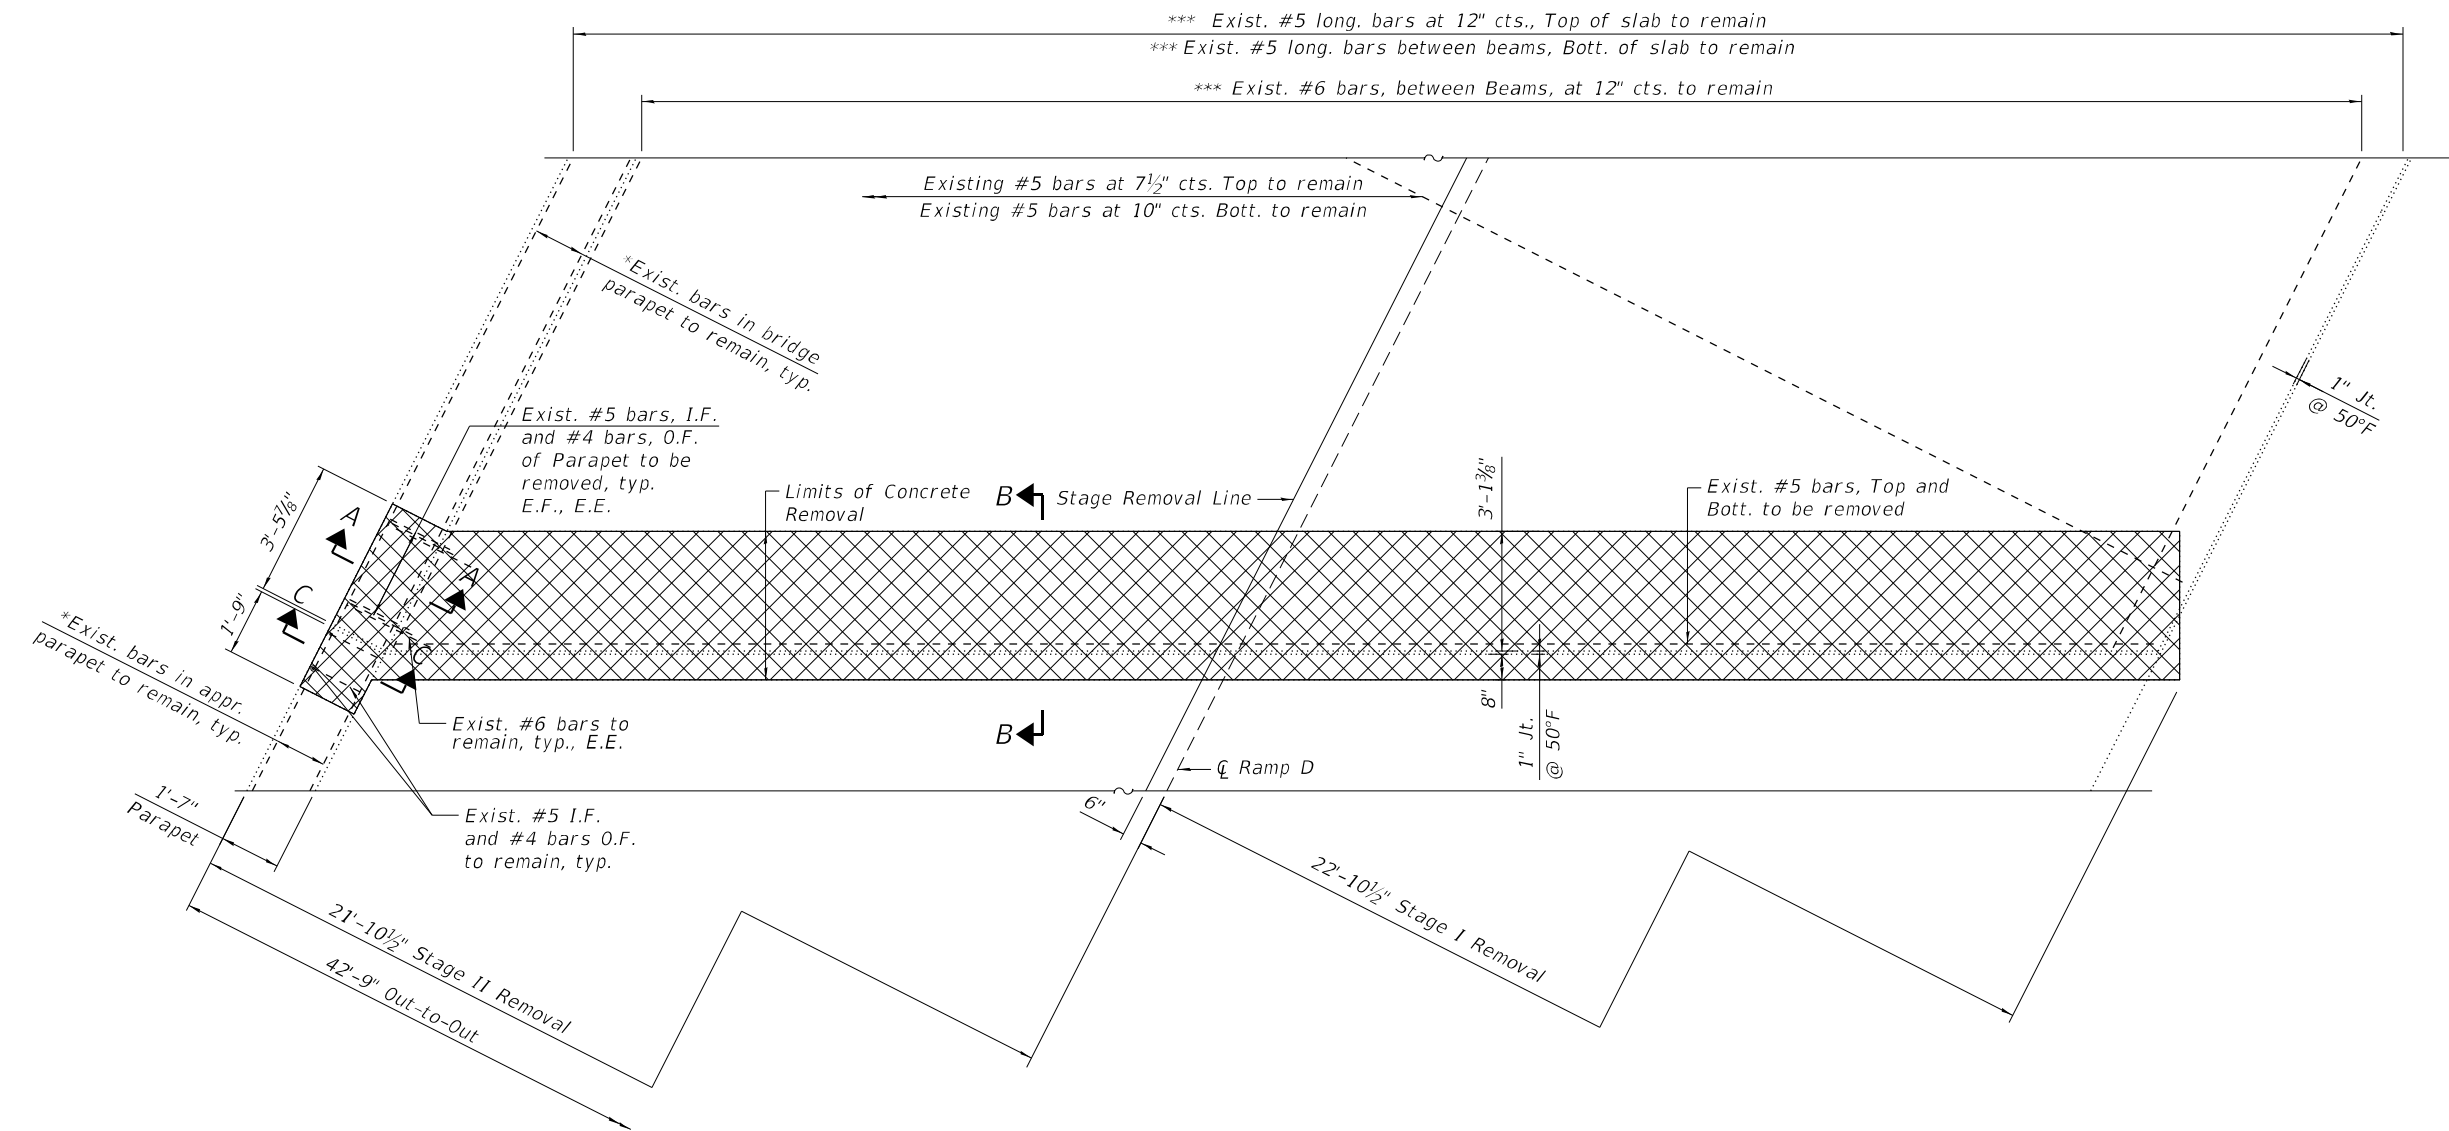 *** Exist. #5 long. bars at 12" cts., Top of slab to remain
*** Exist. #5 long. bars between beams, Bott. of slab to remain
*** Exist. #6 bars, between Beams, at 12" cts. to remain
Existing #5 bars at 7½" cts. Top to remain
Existing #5 bars at 10" cts. Bott. to remain
*Exist. bars in bridge
parapet to remain, typ.
1" Jt.
@ 50°F
Exist. #5 bars, I.F.
and #4 bars, O.F.
of Parapet to be
removed, typ.
E.F., E.E.
Limits of Concrete
Removal
B
Stage Removal Line
3'-1⅜"
Exist. #5 bars, Top and
Bott. to be removed
3'-5⅞"
A
A
1'-9"
C
C
*Exist. bars in appr.
parapet to remain, typ.
Exist. #6 bars to
remain, typ., E.E.
B
8"
1" Jt.
@ 50°F
℄ Ramp D
1'-7"
Parapet
Exist. #5 I.F.
and #4 bars O.F.
to remain, typ.
6"
22'-10½" Stage I Removal
21'-10½" Stage II Removal
42'-9" Out-to-Out